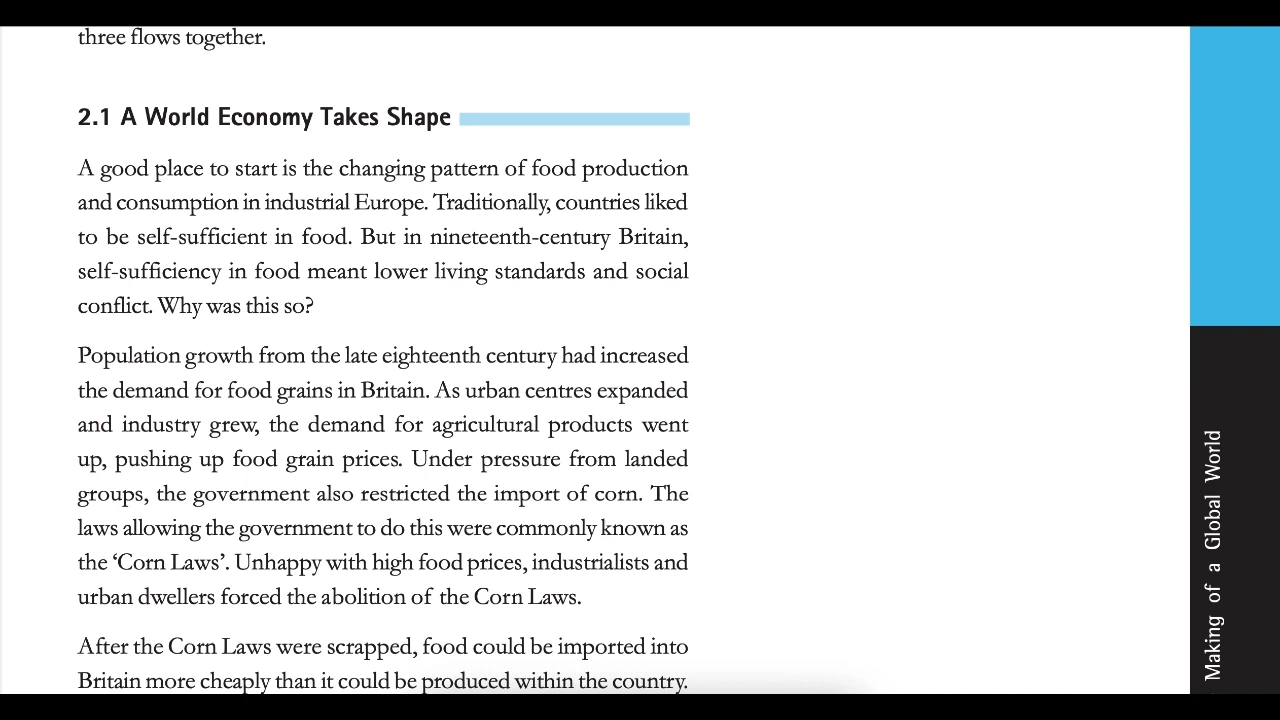 three flows together.
2.1 A World Economy Takes Shape
A good place to start is the changing pattern of food production
and consumption in industrial Europe. Traditionally, countries liked
to be self-sufficient in food. But in nineteenth-century Britain,
self-sufficiency in food meant lower living standards and social
conflict. Why was this so?
Population growth from the late eighteenth century had increased
the demand for food grains in Britain. As urban centres expanded
and industry grew, the demand for agricultural products went
up, pushing up food grain prices. Under pressure from landed
groups, the government also restricted the import of corn. The
laws allowing the government to do this were commonly known as
the ‘Corn Laws’. Unhappy with high food prices, industrialists and
urban dwellers forced the abolition of the Corn Laws.
After the Corn Laws were scrapped, food could be imported into
Britain more cheaply than it could be produced within the country.
Making of a Global World